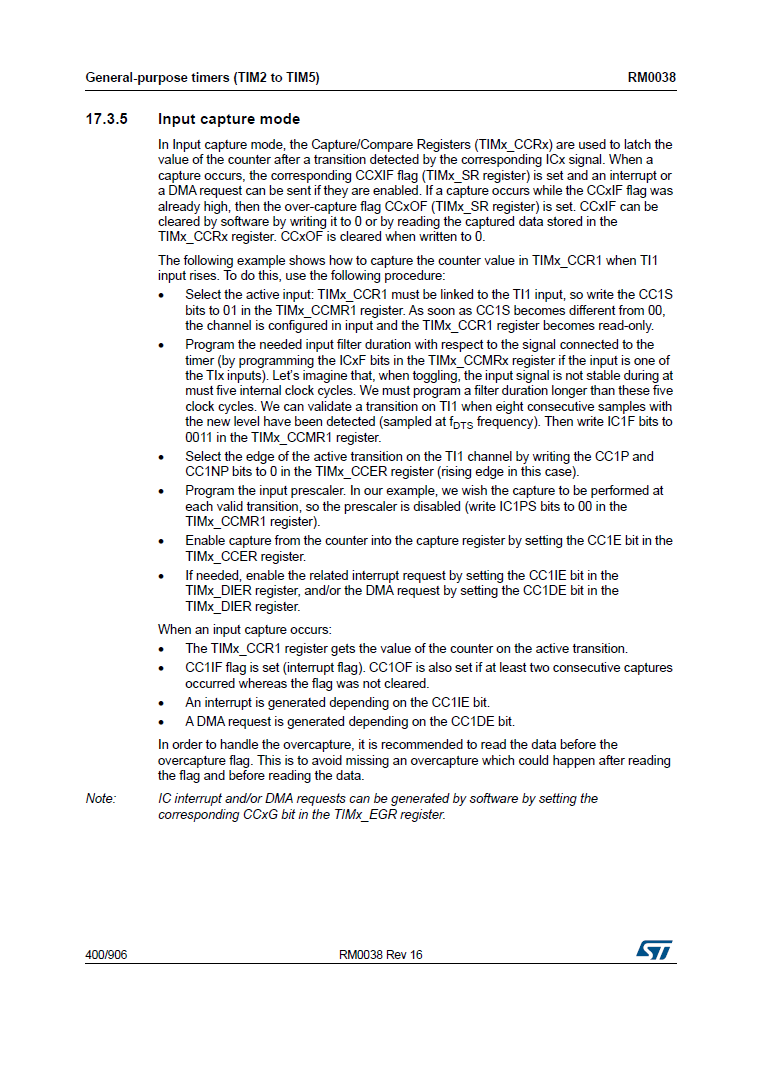 General-purpose timers (TIM2 to TIM5) RM0038
17.3.5 Input capture mode
In Input capture mode, the Capture/Compare Registers (TIMx_CCRx) are used to latch the
value of the counter after a transition detected by the corresponding ICx signal. When a
capture occurs, the corresponding CCXIF flag (TIMx_SR register) is set and an interrupt or
a DMA request can be sent if they are enabled. If a capture occurs while the CCxIF flag was
already high, then the over-capture flag CCxOF (TIMx_SR register) is set. CCxIF can be
cleared by software by writing it to 0 or by reading the captured data stored in the
TIMx_CCRx register. CCxOF is cleared when written to 0.
The following example shows how to capture the counter value in TIMx_CCR1 when TI1
input rises. To do this, use the following procedure:
• Select the active input: TIMx_CCR1 must be linked to the TI1 input, so write the CC1S
bits to 01 in the TIMx_CCMR1 register. As soon as CC1S becomes different from 00,
the channel is configured in input and the TIMx_CCR1 register becomes read-only.
• Program the needed input filter duration with respect to the signal connected to the
timer (by programming the ICxF bits in the TIMx_CCMRx register if the input is one of
the TIx inputs). Let's imagine that, when toggling, the input signal is not stable during at
must five internal clock cycles. We must program a filter duration longer than these five
clock cycles. We can validate a transition on TI1 when eight consecutive samples with
the new level have been detected (sampled at fDTS frequency). Then write IC1F bits to
0011 in the TIMx_CCMR1 register.
• Select the edge of the active transition on the TI1 channel by writing the CC1P and
CC1NP bits to 0 in the TIMx_CCER register (rising edge in this case).
• Program the input prescaler. In our example, we wish the capture to be performed at
each valid transition, so the prescaler is disabled (write IC1PS bits to 00 in the
TIMx_CCMR1 register).
• Enable capture from the counter into the capture register by setting the CC1E bit in the
TIMx_CCER register.
• If needed, enable the related interrupt request by setting the CC1IE bit in the
TIMx_DIER register, and/or the DMA request by setting the CC1DE bit in the
TIMx_DIER register.
When an input capture occurs:
• The TIMx_CCR1 register gets the value of the counter on the active transition.
• CC1IF flag is set (interrupt flag). CC1OF is also set if at least two consecutive captures
occurred whereas the flag was not cleared.
• An interrupt is generated depending on the CC1IE bit.
• A DMA request is generated depending on the CC1DE bit.
In order to handle the overcapture, it is recommended to read the data before the
overcapture flag. This is to avoid missing an overcapture which could happen after reading
the flag and before reading the data.
Note: IC interrupt and/or DMA requests can be generated by software by setting the
corresponding CCxG bit in the TIMx_EGR register.
400/906 RM0038 Rev 16 ST